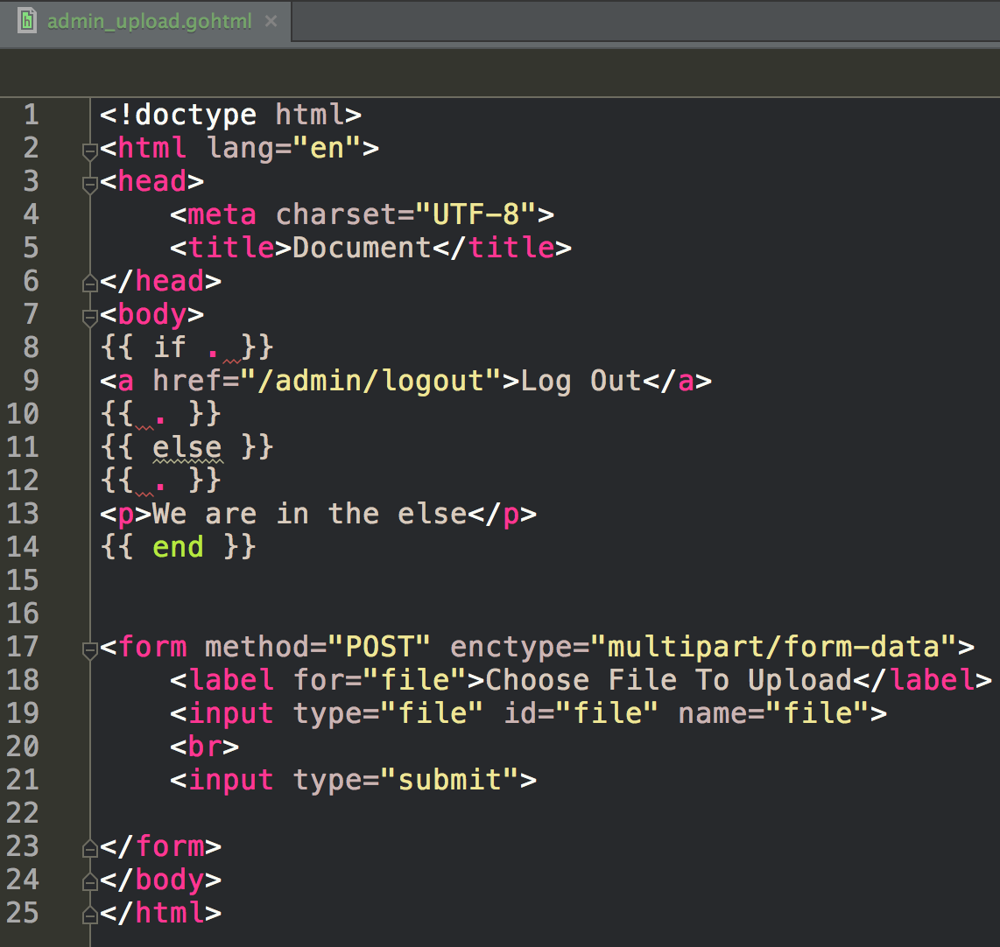 admin_upload.gohtml ×
1 <!doctype html>
2 <html lang="en">
3 <head>
4     <meta charset="UTF-8">
5     <title>Document</title>
6 </head>
7 <body>
8 {{ if . }}
9 <a href="/admin/logout">Log Out</a>
10 {{ . }}
11 {{ else }}
12 {{ . }}
13 <p>We are in the else</p>
14 {{ end }}
15
16
17 <form method="POST" enctype="multipart/form-data">
18     <label for="file">Choose File To Upload</label>
19     <input type="file" id="file" name="file">
20     <br>
21     <input type="submit">
22
23 </form>
24 </body>
25 </html>